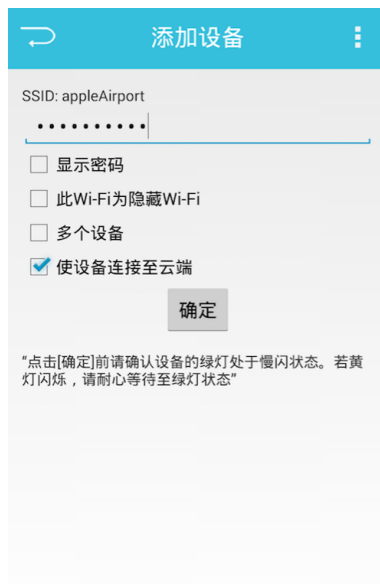 添加设备
SSID: appleAirport
••••••••••
显示密码
此Wi-Fi为隐藏Wi-Fi
多个设备
使设备连接至云端
确定
“点击[确定]前请确认设备的绿灯处于慢闪状态。若黄
灯闪烁，请耐心等待至绿灯状态”